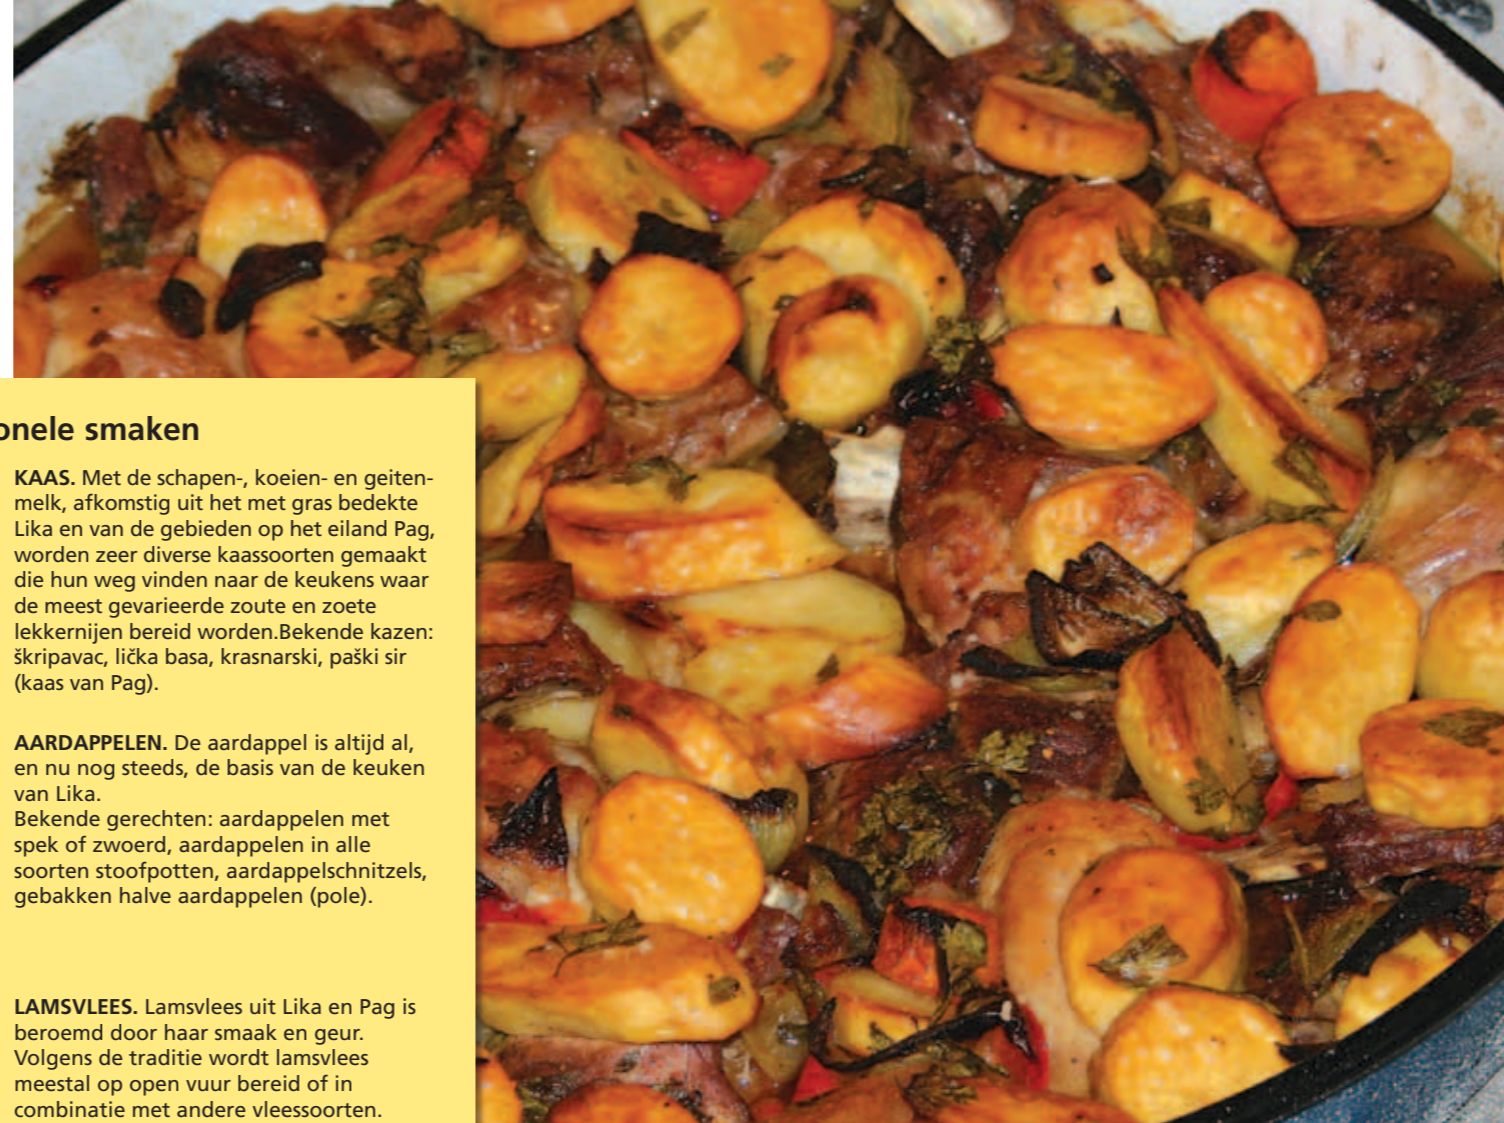 smaken
KAAS. Met de schapen-, koeien- en geiten-
melk, afkomstig uit het met gras bedekte
Lika en van de gebieden op het eiland Pag,
worden zeer diverse kaassoorten gemaakt
die hun weg vinden naar de keukens waar
de meest gevarieerde zoute en zoete
lekkernijen bereid worden.Bekende kazen:
škripavac, lička basa, krasnarski, paški sir
(kaas van Pag).
AARDAPPELEN. De aardappel is altijd al,
en nu nog steeds, de basis van de keuken
van Lika.
Bekende gerechten: aardappelen met
spek of zwoerd, aardappelen in alle
soorten stoofpotten, aardappelschnitzels,
gebakken halve aardappelen (pole).
LAMSVLEES. Lamsvlees uit Lika en Pag is
beroemd door haar smaak en geur.
Volgens de traditie wordt lamsvlees
meestal op open vuur bereid of in
combinatie met andere vleessoorten.